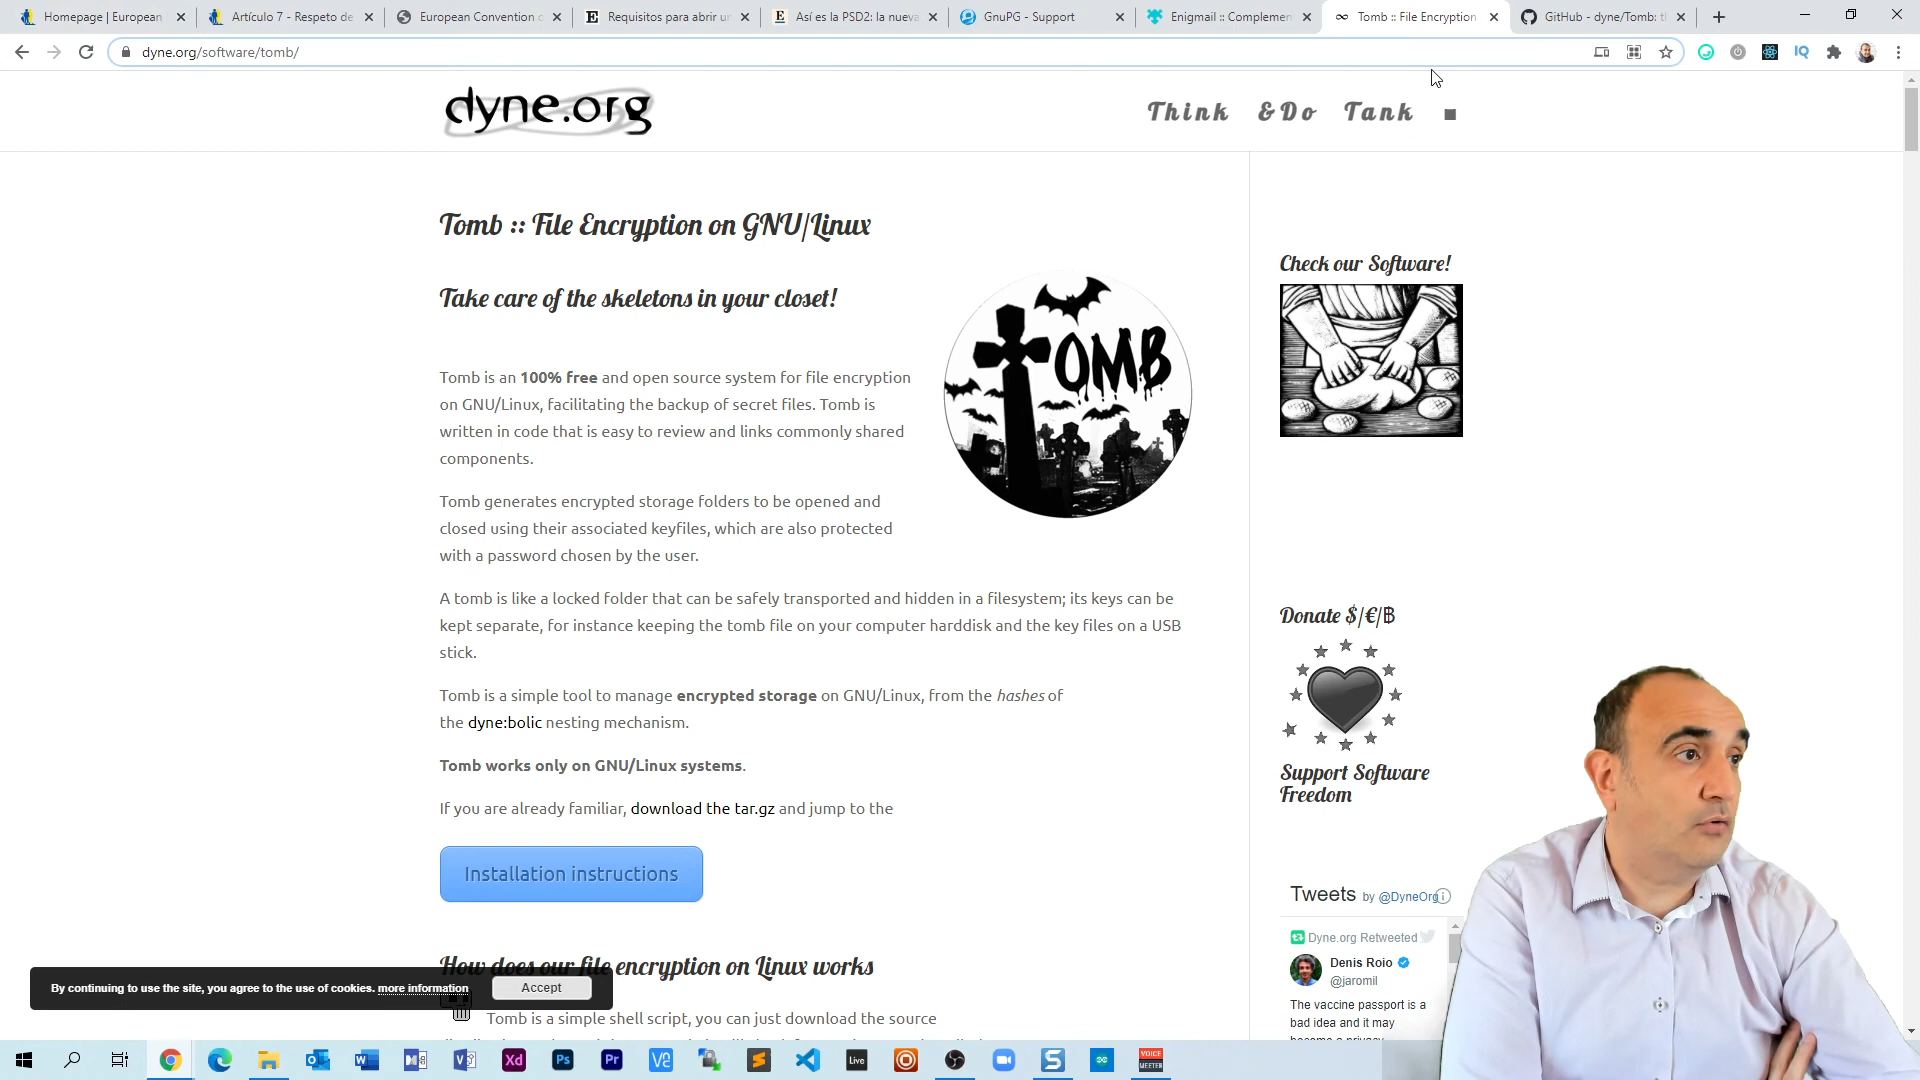 Homepage | European
Artículo 7 - Respeto de
European Convention o
Requisitos para abrir un
Así es la PSD2: la nueva
GnuPG - Support
Enigmail :: Complemen
Tomb :: File Encryption
GitHub - dyne/Tomb: th
dyne.org/software/tomb/
IQ
dyne.org
Think &Do Tank
Tomb :: File Encryption on GNU/Linux
Take care of the skeletons in your closet!
TOMB
Tomb is an 100% free and open source system for file encryption
on GNU/Linux, facilitating the backup of secret files. Tomb is
written in code that is easy to review and links commonly shared
components.
Tomb generates encrypted storage folders to be opened and
closed using their associated keyfiles, which are also protected
with a password chosen by the user.
A tomb is like a locked folder that can be safely transported and hidden in a filesystem; its keys can be
kept separate, for instance keeping the tomb file on your computer harddisk and the key files on a USB
stick.
Tomb is a simple tool to manage encrypted storage on GNU/Linux, from the hashes of
the dyne:bolic nesting mechanism.
Tomb works only on GNU/Linux systems.
If you are already familiar, download the tar.gz and jump to the
Installation instructions
How does our file encryption on Linux works
Tomb is a simple shell script, you can just download the source
By continuing to use the site, you agree to the use of cookies. more information
Accept
Check our Software!
Donate $/€/฿
Support Software
Freedom
Tweets by @DyneOrg
Dyne.org Retweeted
Denis Roio
@jaromil
The vaccine passport is a
bad idea and it may
become a privacy
Xd
Ps
Pr
Live
VOICE
MEETER